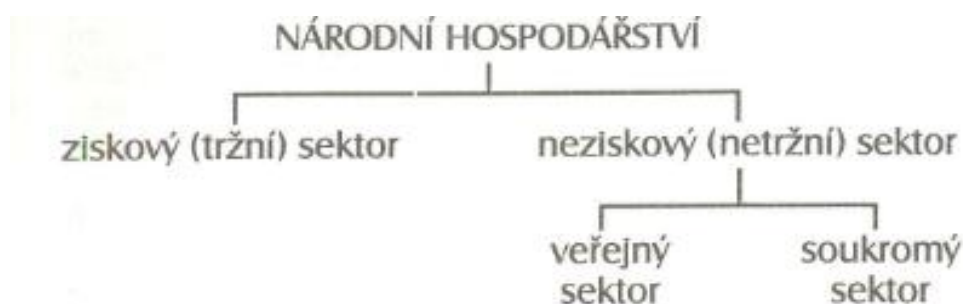 NÁRODNÍ HOSPODÁŘSTVÍ
ziskový (tržní) sektor
neziskový (netržní) sektor
veřejný
sektor
soukromý
sektor